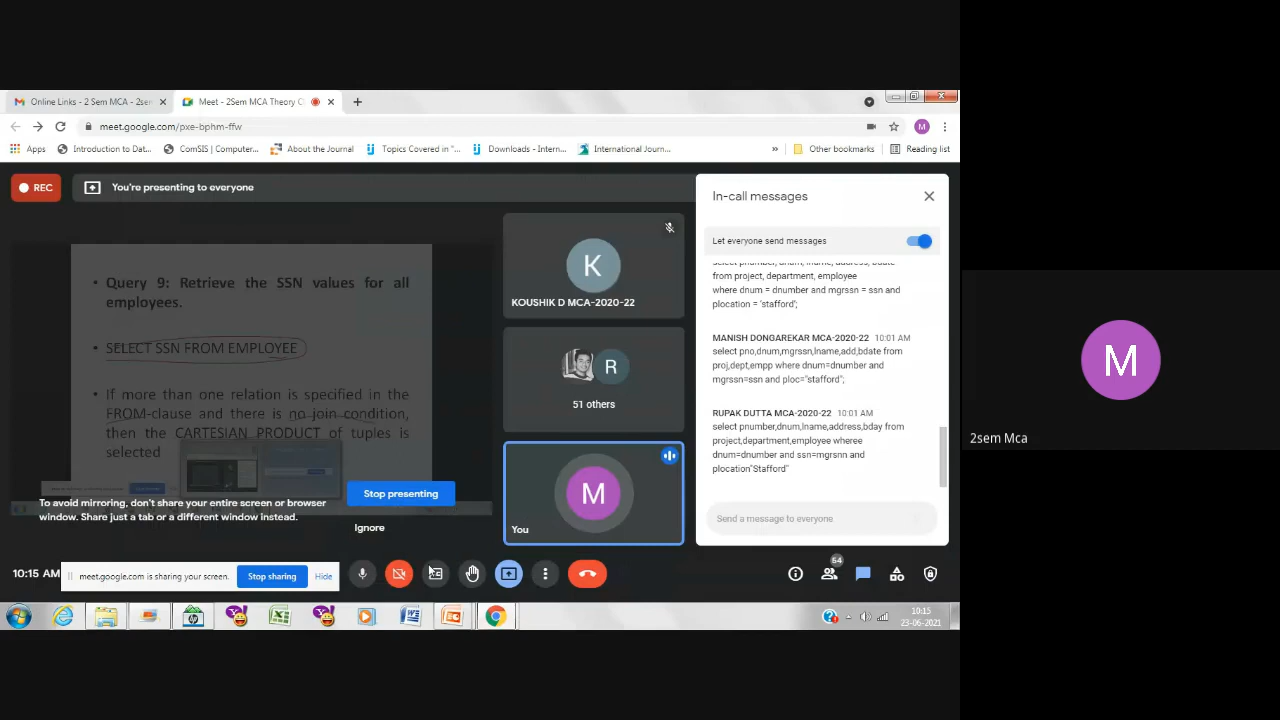 Online Links - 2 Sem MCA - 2ser
Meet - 2Sem MCA Theory C
meet.google.com/pxe-bphm-ffw
M
Apps
Introduction to Dat...
ComSIS | Computer...
About the Journal
Topics Covered in "...
Downloads - Intern...
International Journ...
»
Other bookmarks
Reading list
REC
You're presenting to everyone
Query 9: Retrieve the SSN values for all
employees.
SELECT SSN FROM EMPLOYEE
If more than one relation is specified in the
FROM-clause and there is no join condition,
then the CARTESIAN PRODUCT of tuples is
selected
To avoid mirroring, don't share your entire screen or browser
window. Share just a tab or a different window instead.
Stop presenting
Ignore
K
KOUSHIK D MCA-2020-22
R
51 others
M
You
In-call messages
Let everyone send messages
select pnumber, dnum, lname, address, bdate
from project, department, employee
where dnum = dnumber and mgrssn = ssn and
plocation = 'stafford';
MANISH DONGAREKAR MCA-2020-22 10:01 AM
select pno,dnum,mgrssn,lname,add,bdate from
proj,dept,empp where dnum=dnumber and
mgrssn=ssn and ploc="stafford";
RUPAK DUTTA MCA-2020-22 10:01 AM
select pnumber,dnum,lname,address,bday from
project,department,employee wheree
dnum=dnumber and ssn=mgrssn and
plocation"Stafford"
Send a message to everyone
10:15 AM
meet.google.com is sharing your screen.
Stop sharing
Hide
54
10:15
23-06-2021
M
2sem Mca